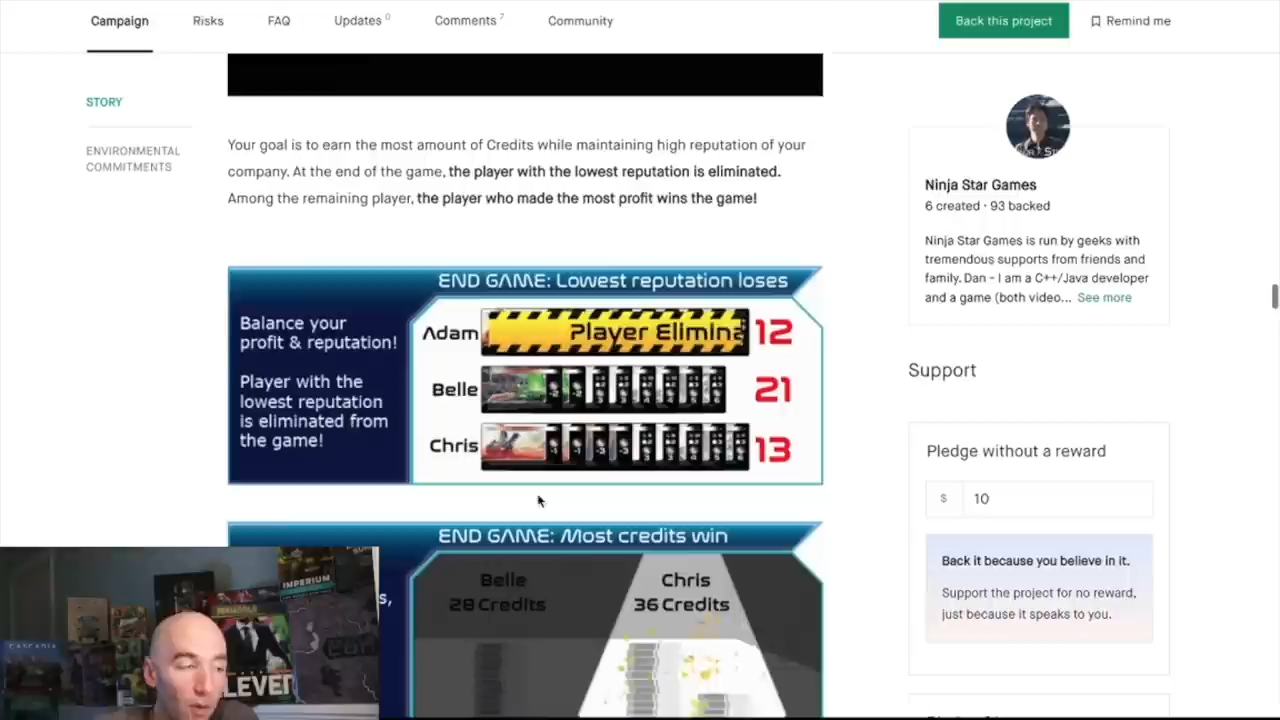 Campaign
Risks
FAQ
Updates 0
Comments 7
Community
Back this project
Remind me
STORY
ENVIRONMENTAL
COMMITMENTS
Your goal is to earn the most amount of Credits while maintaining high reputation of your
company. At the end of the game, the player with the lowest reputation is eliminated.
Among the remaining player, the player who made the most profit wins the game!
END GAME: Lowest reputation loses
Balance your
profit & reputation!
Player with the
lowest reputation
is eliminated from
the game!
Adam
Player Elimina
12
Belle
21
Chris
13
END GAME: Most credits win
Belle
28 Credits
Chris
36 Credits
Ninja Star Games
6 created · 93 backed
Ninja Star Games is run by geeks with
tremendous supports from friends and
family. Dan - I am a C++/Java developer
and a game (both video... See more
Support
Pledge without a reward
$ 10
Back it because you believe in it.
Support the project for no reward,
just because it speaks to you.
IMPERIUM
CASCADIA
LEVEN